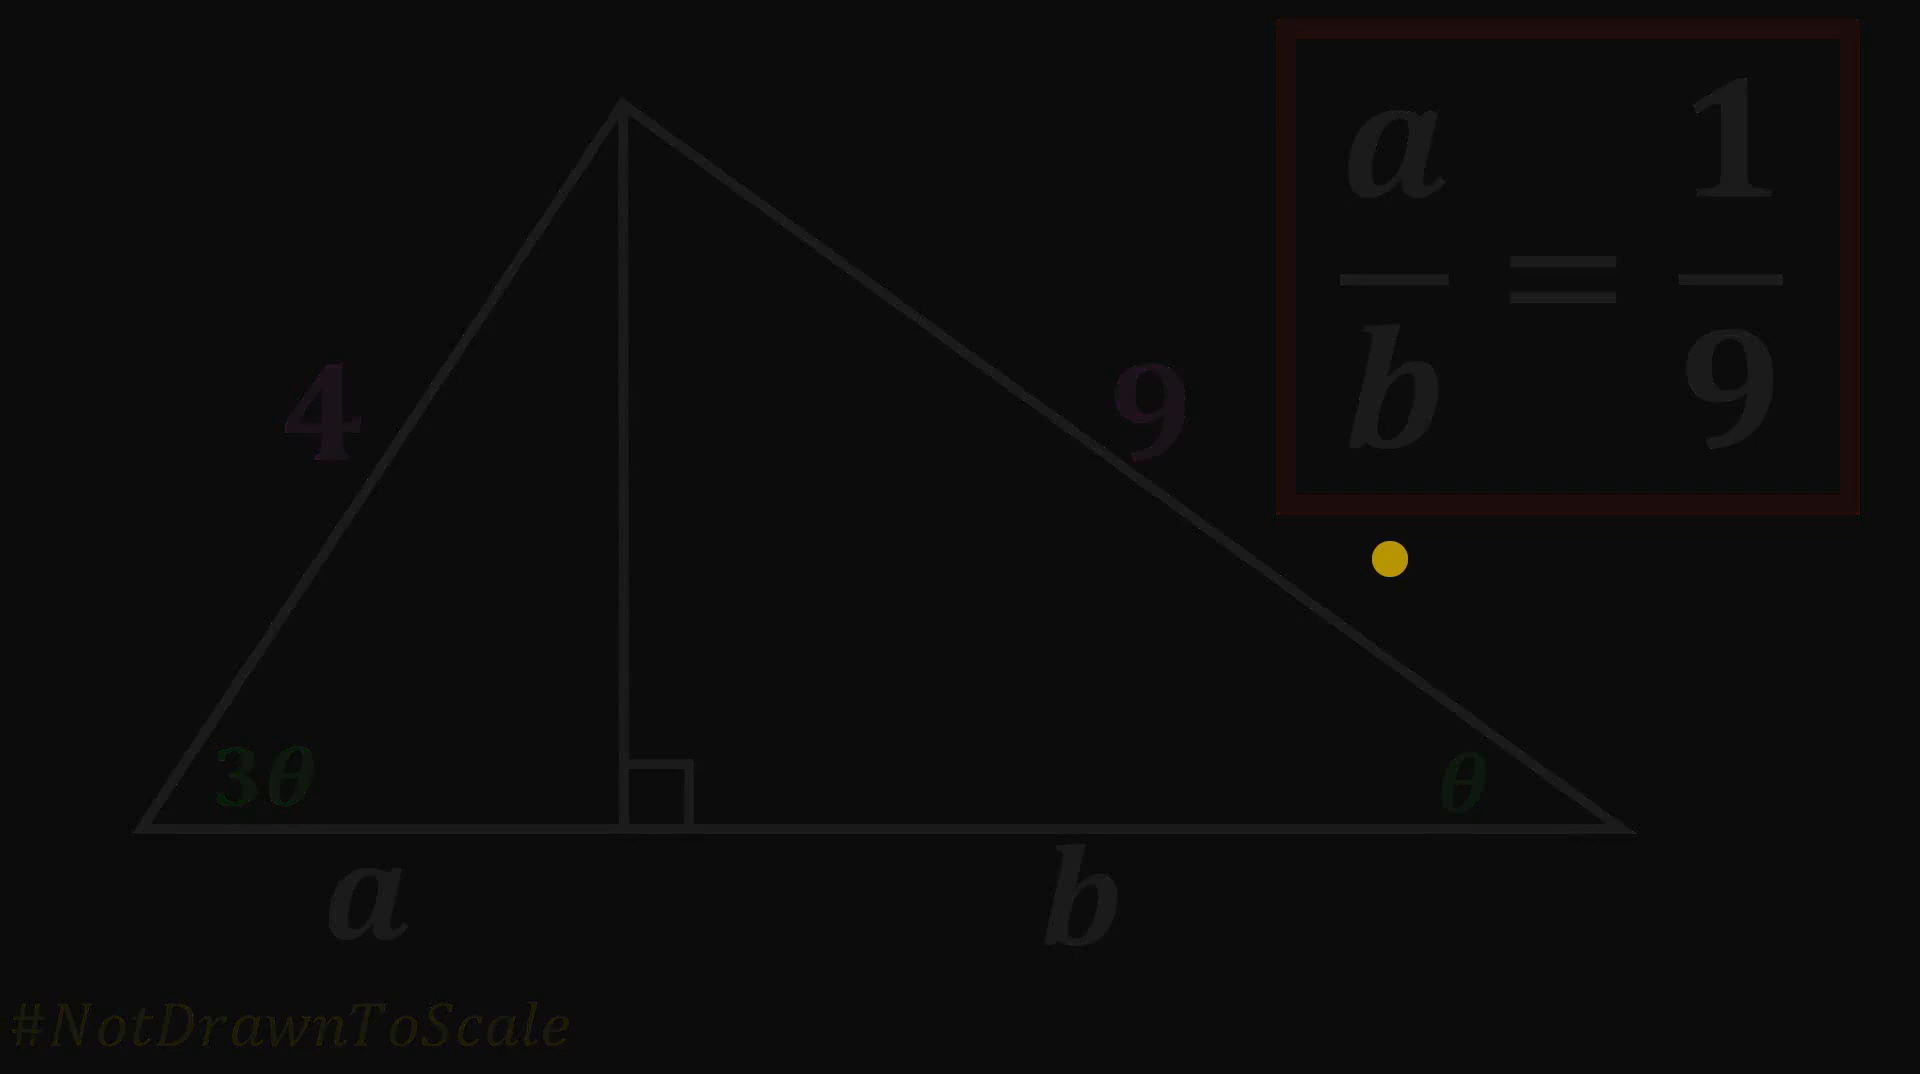 a/b = 1/9
4
9
3θ
θ
a
b
#NotDrawnToScale